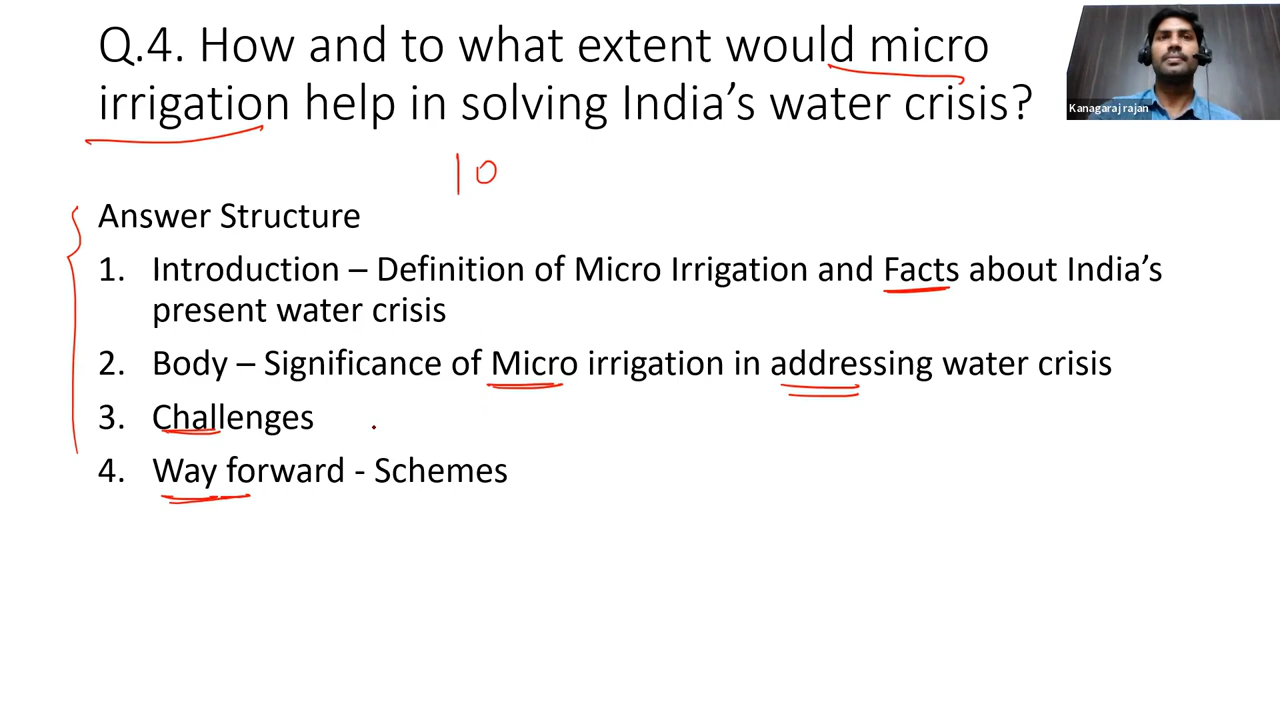 Q.4. How and to what extent would micro
irrigation help in solving India's water crisis?
Kanagaraj rajan
10
Answer Structure
1. Introduction – Definition of Micro Irrigation and Facts about India's
present water crisis
2. Body – Significance of Micro irrigation in addressing water crisis
3. Challenges
4. Way forward - Schemes